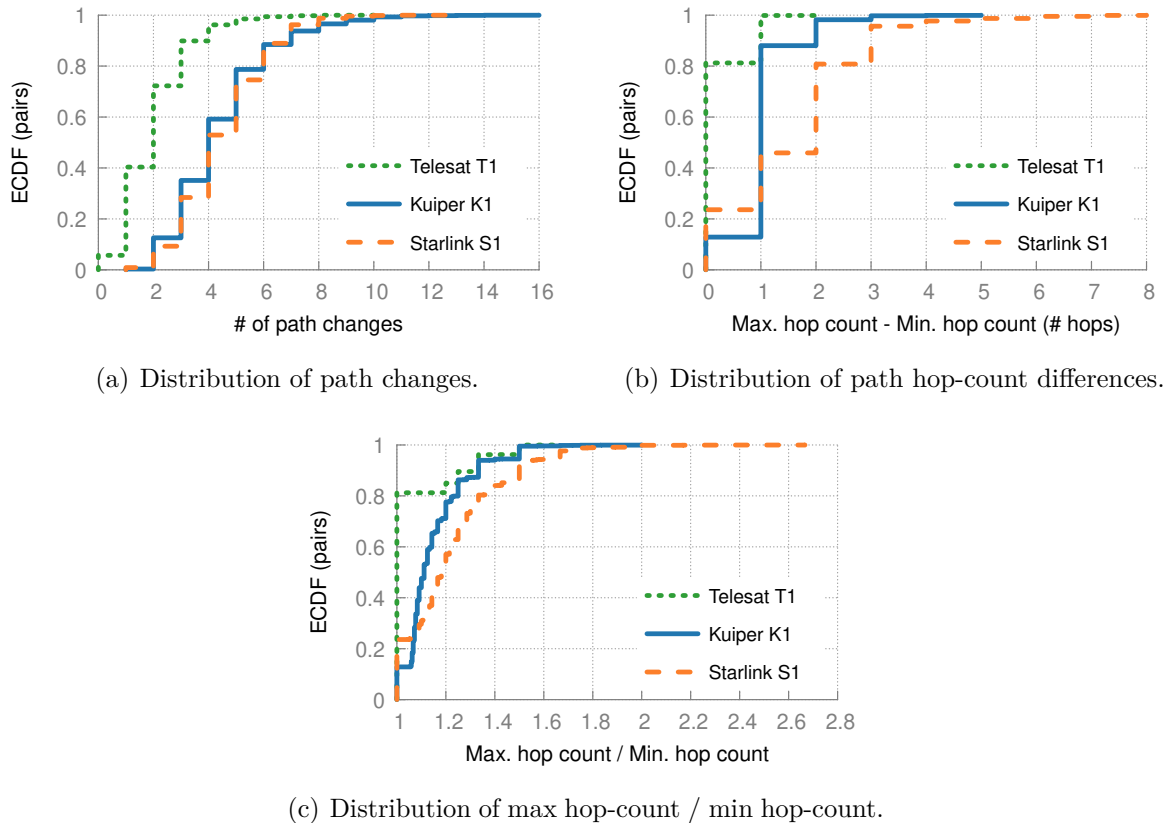 1
0.8
0.6
0.4
0.2
0
ECDF (pairs)
Telesat T1
Kuiper K1
Starlink S1
0 2 4 6 8 10 12 14 16
# of path changes
(a) Distribution of path changes.
1
0.8
0.6
0.4
0.2
0
ECDF (pairs)
Telesat T1
Kuiper K1
Starlink S1
0 1 2 3 4 5 6 7 8
Max. hop count - Min. hop count (# hops)
(b) Distribution of path hop-count differences.
1
0.8
0.6
0.4
0.2
0
ECDF (pairs)
Telesat T1
Kuiper K1
Starlink S1
1 1.2 1.4 1.6 1.8 2 2.2 2.4 2.6 2.8
Max. hop count / Min. hop count
(c) Distribution of max hop-count / min hop-count.